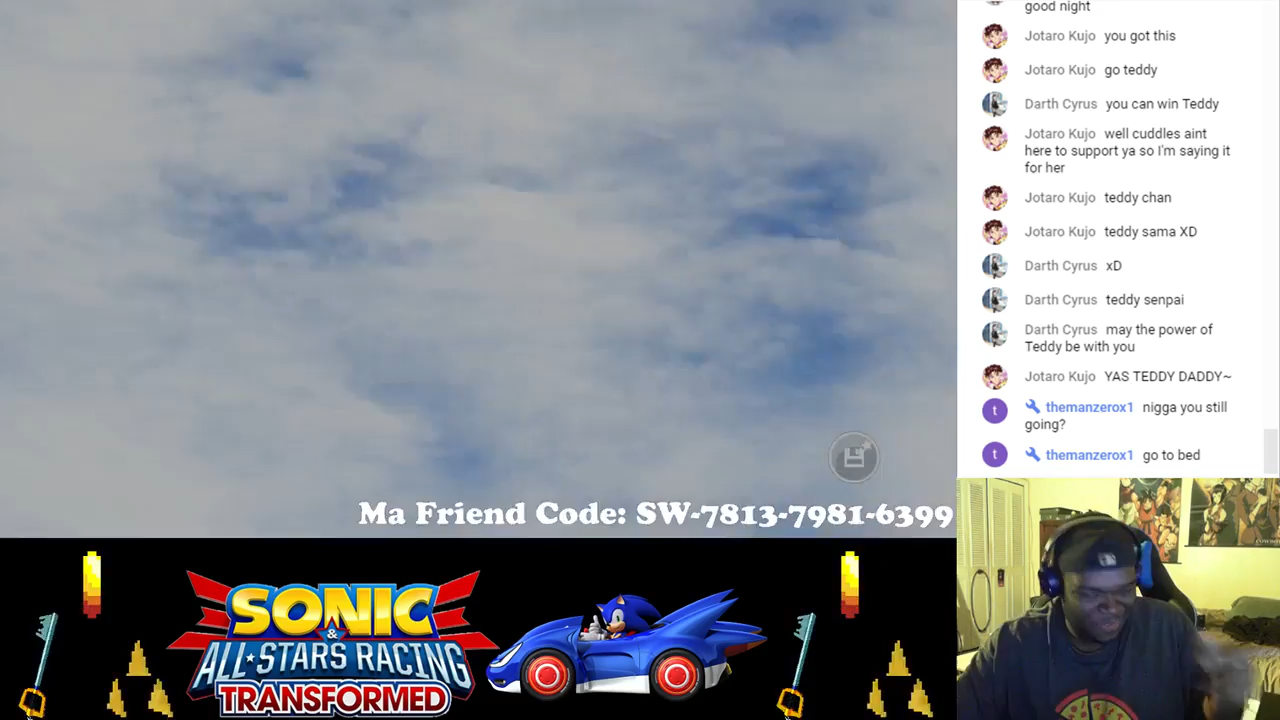 good night
Jotaro Kujo you got this
Jotaro Kujo go teddy
Darth Cyrus you can win Teddy
Jotaro Kujo well cuddles aint
here to support ya so I'm saying it
for her
Jotaro Kujo teddy chan
Jotaro Kujo teddy sama XD
Darth Cyrus xD
Darth Cyrus teddy senpai
Darth Cyrus may the power of
Teddy be with you
Jotaro Kujo YAS TEDDY DADDY~
t themanzerox1 nigga you still
going?
t themanzerox1 go to bed
Ma Friend Code: SW-7813-7981-6399
SONIC
&
ALL★STARS RACING
TRANSFORMED